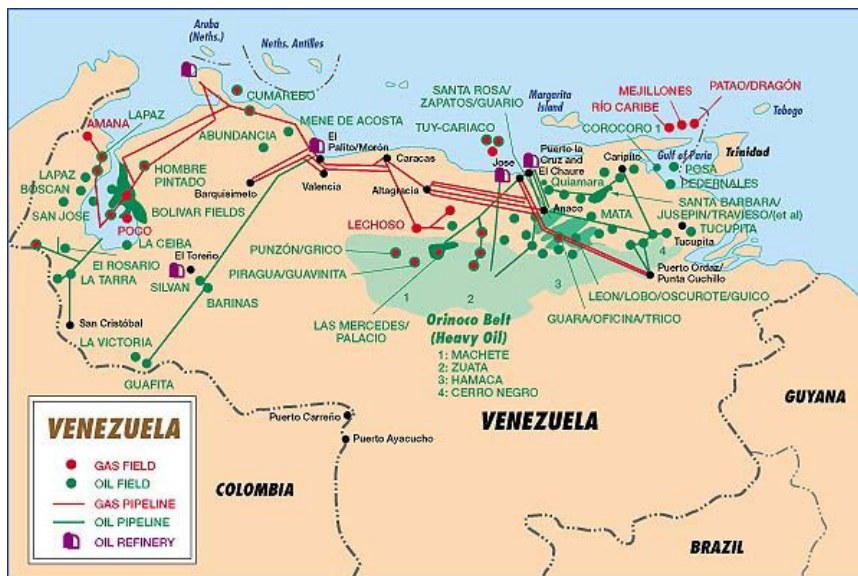 Aruba
(Neths.)
Neths. Antilles
CUMAREBO
MENE DE ACOSTA
ABUNDANCIA
El
Palito/Morón
Caracas
Valencia
Barquisimeto
Altagracia
AMANA
LAPAZ
LAPAZ
BOSCAN
SAN JOSE
HOMBRE
PINTADO
BOLIVAR FIELDS
POCO
LA CEIBA
El ROSARIO
LA TARRA
El Toreño
SILVAN
BARINAS
San Cristóbal
LA VICTORIA
GUAFITA
SANTA ROSA/
ZAPATOS/GUARIO
TUY-CARIACO
Margarita
Island
Jose
Puerto la
Cruz and
El Chaure
MEJILLONES
PATAO/DRAGÓN
RÍO CARIBE
COROCORO 1
Tobogo
Trinidad
Gulf of Paria
Caripito
Quiamara
POSA
PEDERNALES
SANTA BARBARA/
JUSEPIN/TRAVIESO/(et al)
Anaco
MATA
TUCUPITA
Tucupita
Puerto Ordaz/
Punta Cuchillo
LECHOSO
PUNZÓN/GRICO
PIRAGUA/GUAVINITA
1
2
3
4
LEON/LOBO/OSCUROTE/GUICO
GUARA/OFICINA/TRICO
LAS MERCEDES/
PALACIO
Orinoco Belt
(Heavy Oil)
1: MACHETE
2: ZUATA
3: HAMACA
4: CERRO NEGRO
Puerto Carreño
Puerto Ayacucho
VENEZUELA
GUYANA
COLOMBIA
BRAZIL
VENEZUELA
GAS FIELD
OIL FIELD
GAS PIPELINE
OIL PIPELINE
OIL REFINERY